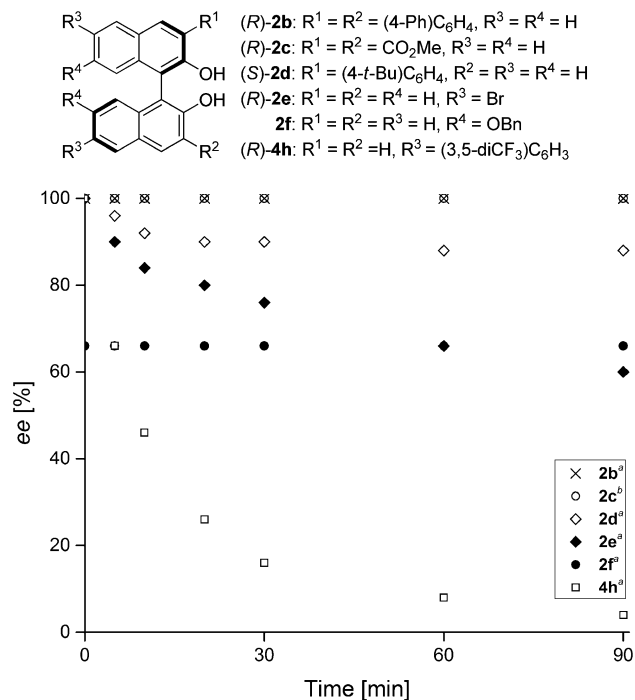 R³
R¹
R⁴
OH
R⁴
OH
R³
R²
(R)-2b: R¹ = R² = (4-Ph)C₆H₄, R³ = R⁴ = H
(R)-2c: R¹ = R² = CO₂Me, R³ = R⁴ = H
(S)-2d: R¹ = (4-t-Bu)C₆H₄, R² = R³ = R⁴ = H
(R)-2e: R¹ = R² = R⁴ = H, R³ = Br
2f: R¹ = R² = R³ = H, R⁴ = OBn
(R)-4h: R¹ = R² =H, R³ = (3,5-diCF₃)C₆H₃
100
80
60
40
20
0
ee [%]
2bᵃ
2cᵇ
2dᵃ
2eᵃ
2fᵃ
4hᵃ
0
30
60
90
Time [min]